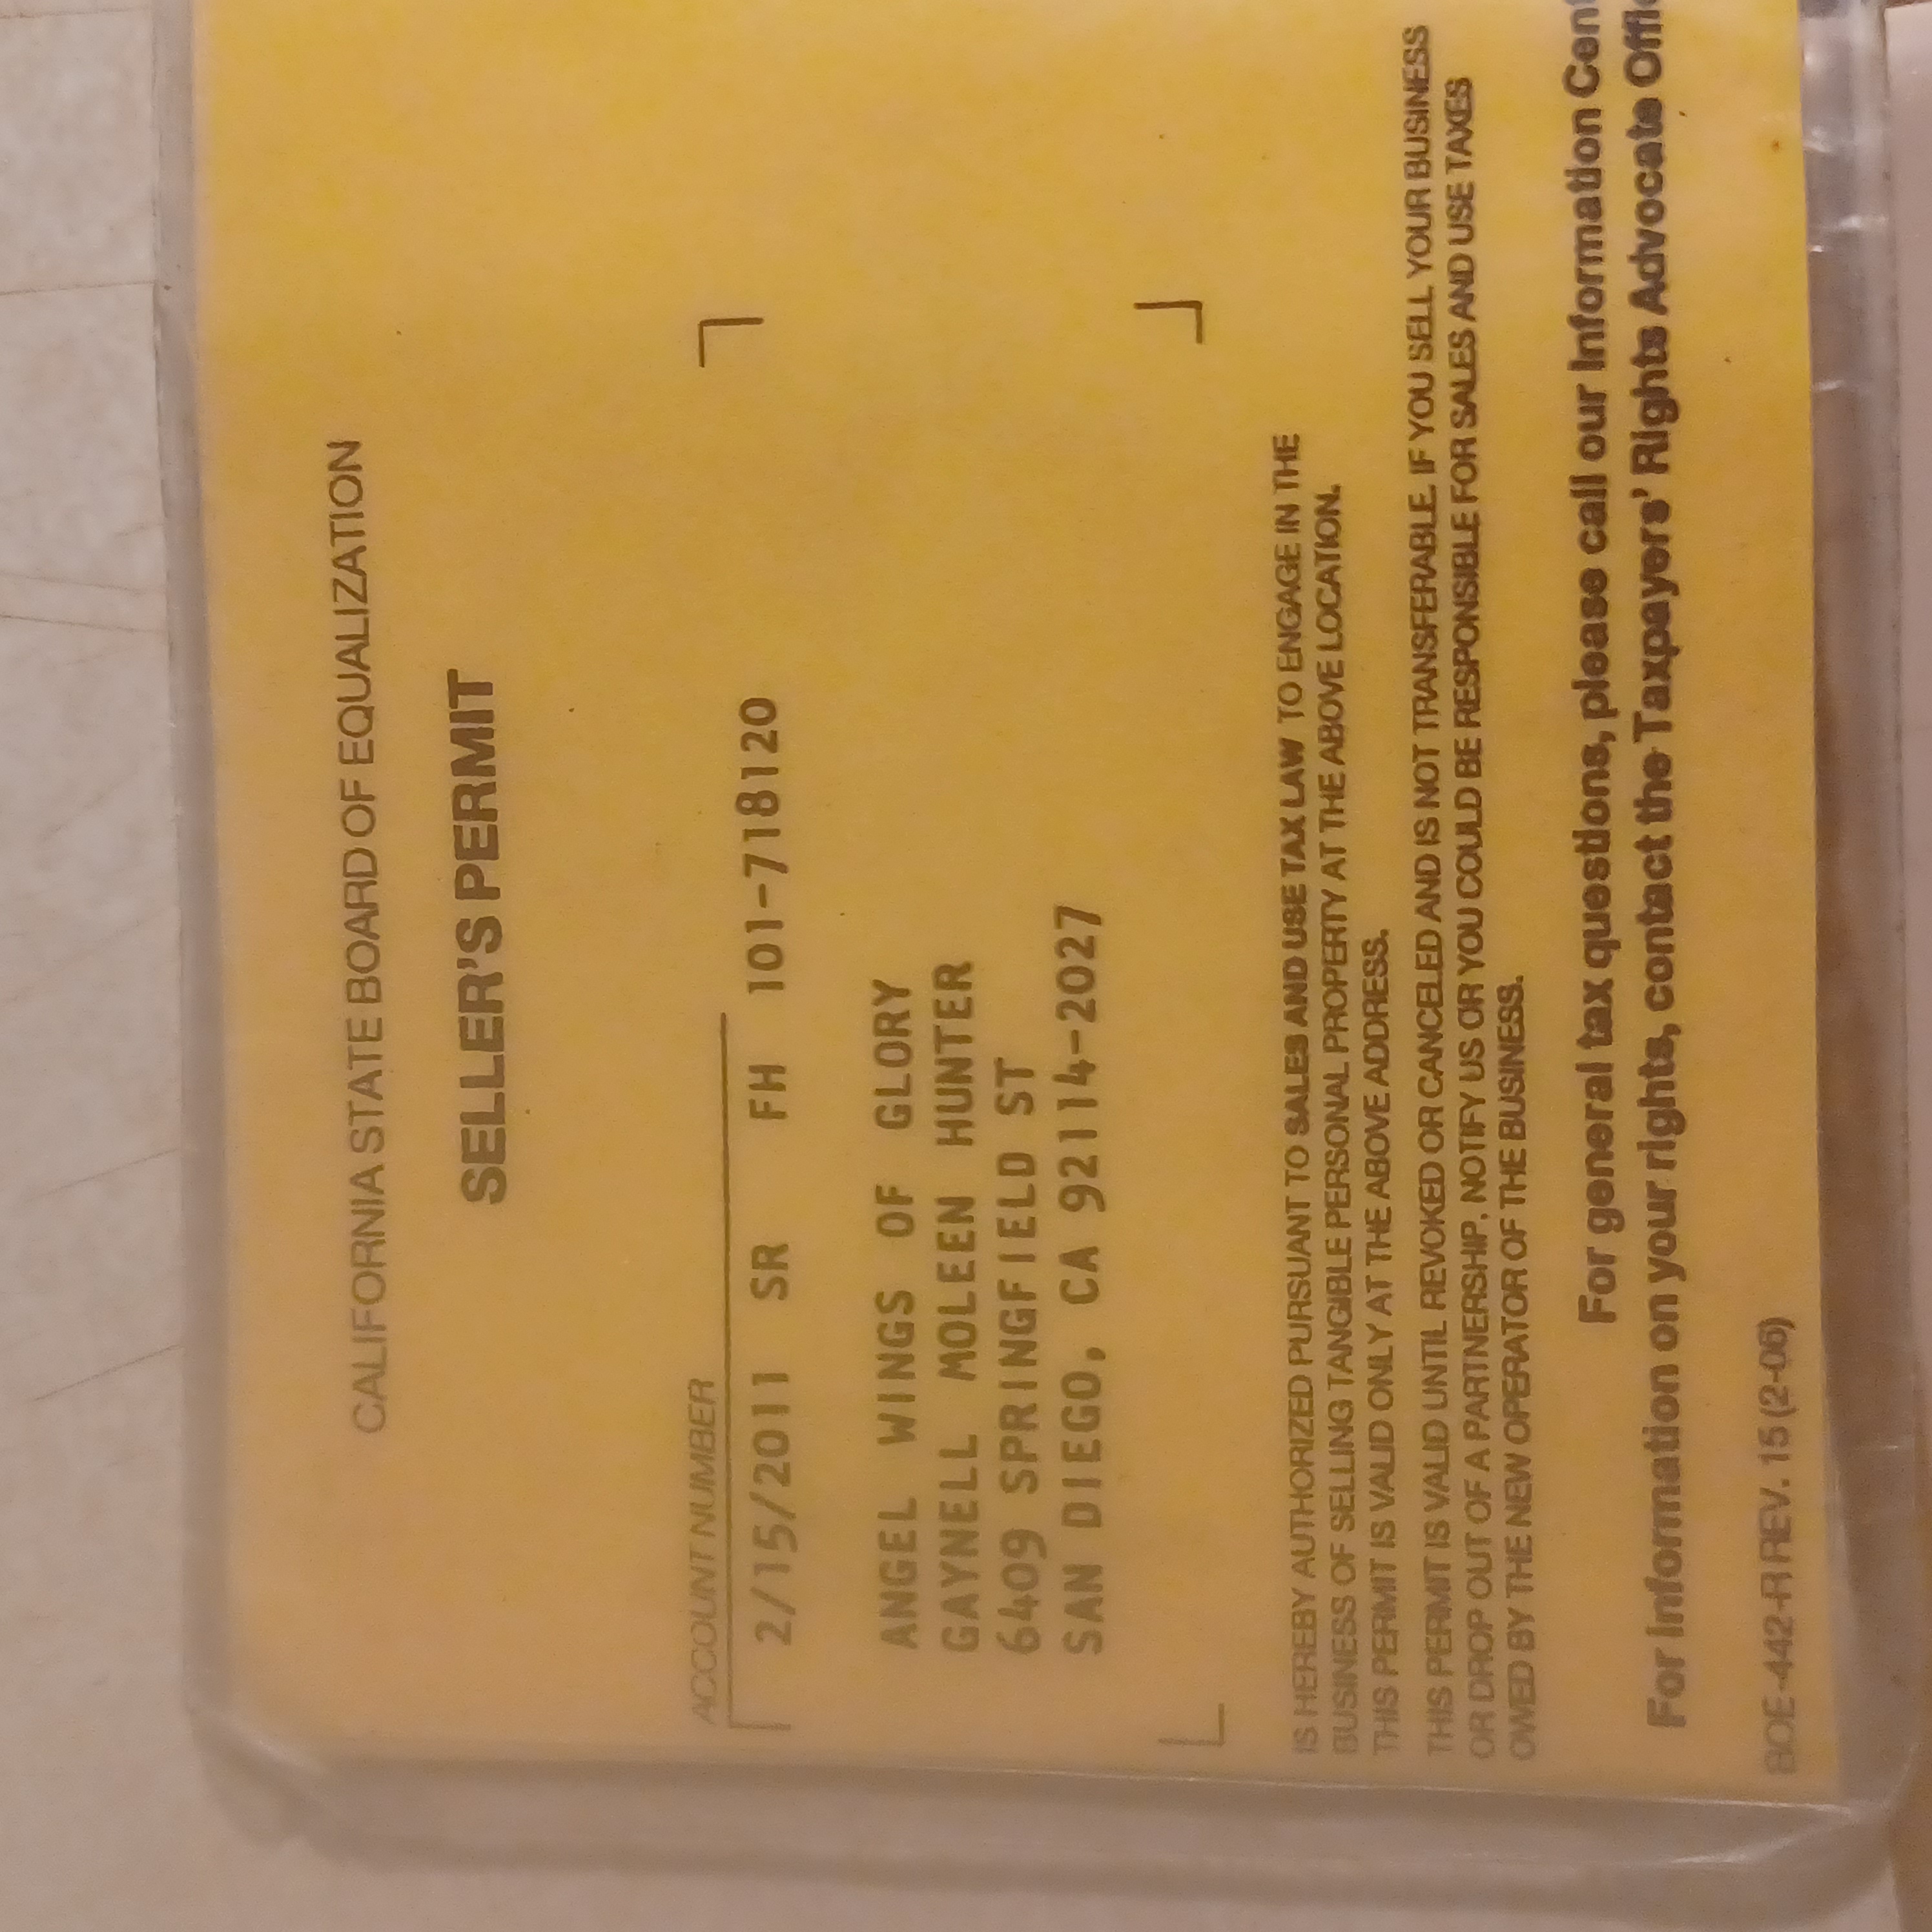 CALIFORNIA STATE BOARD OF EQUALIZATION
SELLER'S PERMIT
ACCOUNT NUMBER
2/15/2011 SR FH 101-718120
ANGEL WINGS OF GLORY
GAYNELL MOLEEN HUNTER
6409 SPRINGFIELD ST
SAN DIEGO, CA 92114-2027
IS HEREBY AUTHORIZED PURSUANT TO SALES AND USE TAX LAW TO ENGAGE IN THE
BUSINESS OF SELLING TANGIBLE PERSONAL PROPERTY AT THE ABOVE LOCATION.
THIS PERMIT IS VALID ONLY AT THE ABOVE ADDRESS.
THIS PERMIT IS VALID UNTIL REVOKED OR CANCELED AND IS NOT TRANSFERABLE. IF YOU SELL YOUR BUSINESS
OR DROP OUT OF A PARTNERSHIP, NOTIFY US OR YOU COULD BE RESPONSIBLE FOR SALES AND USE TAXES
OWED BY THE NEW OPERATOR OF THE BUSINESS.
For general tax questions, please call our Information Cent
For information on your rights, contact the Taxpayers' Rights Advocate Offic
BOE-442-R REV. 15 (2-06)